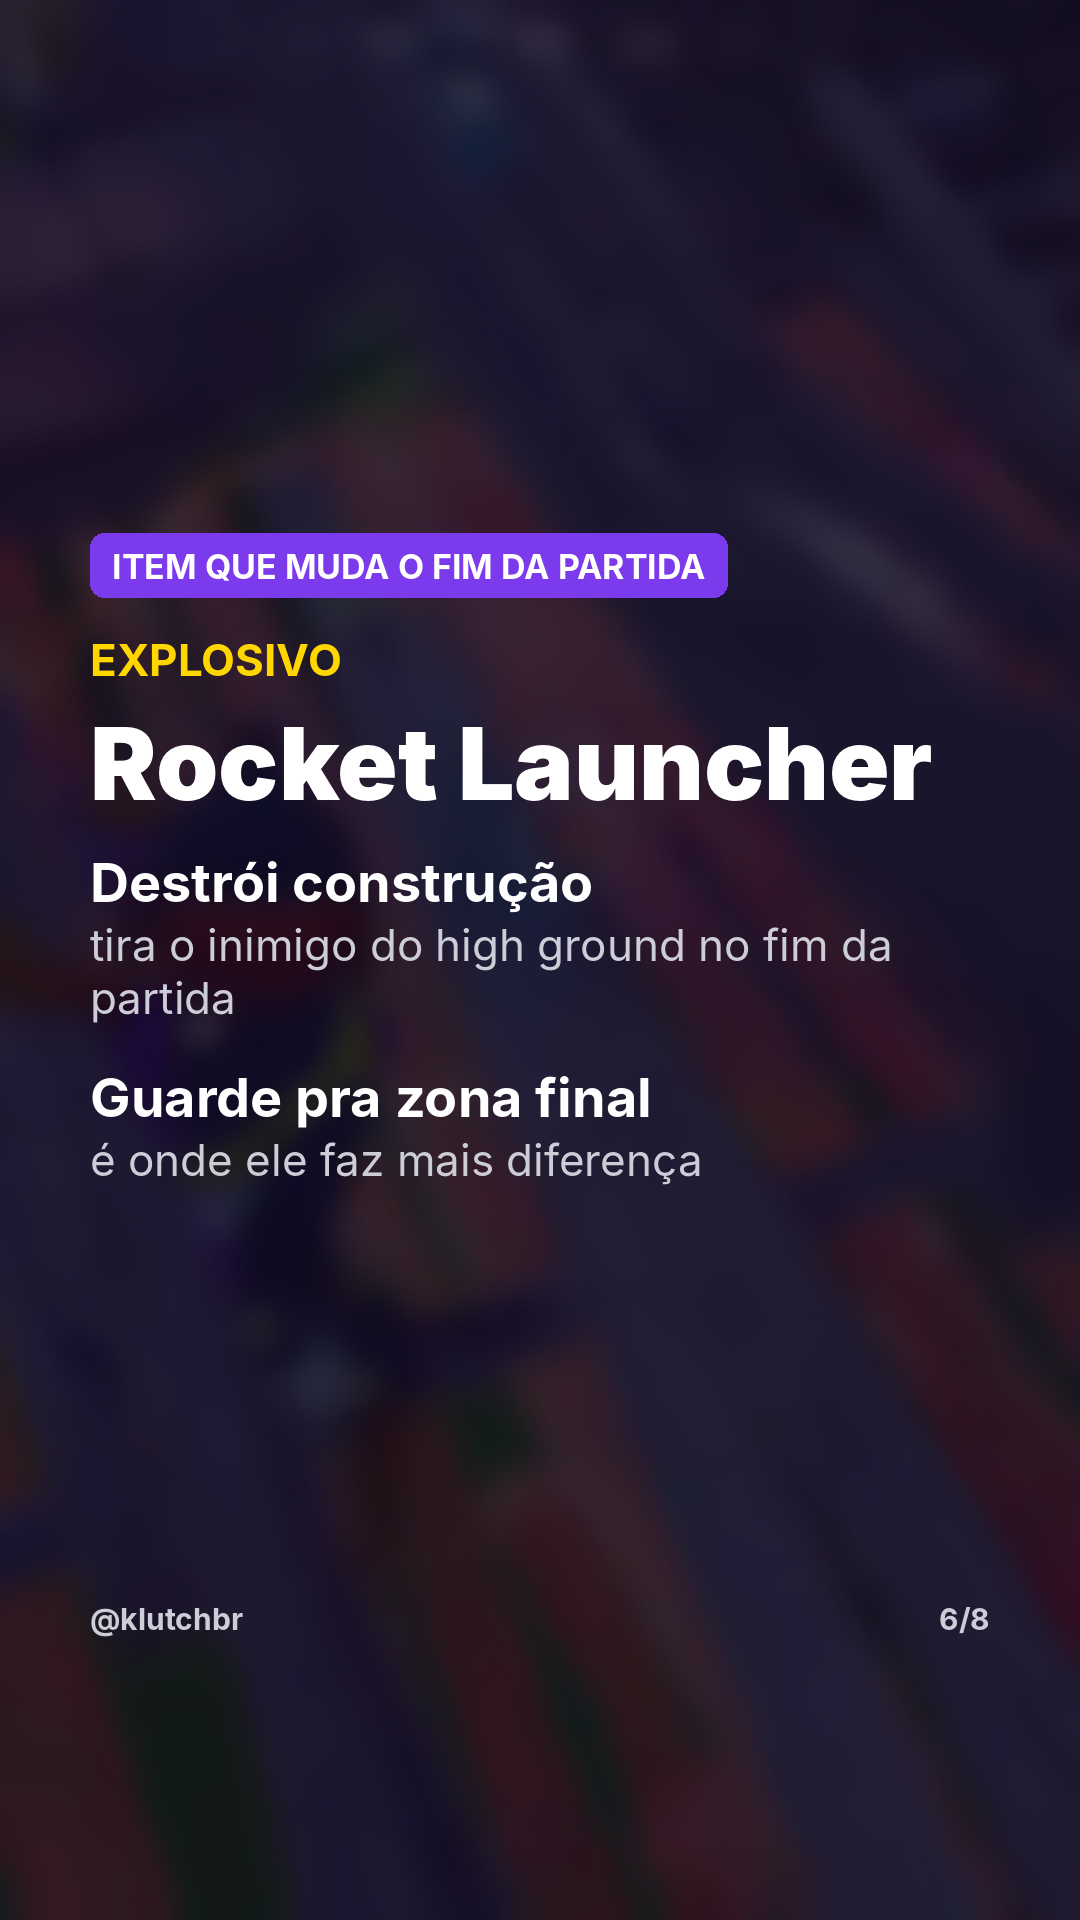 ITEM QUE MUDA O FIM DA PARTIDA
EXPLOSIVO
Rocket Launcher
Destrói construção
tira o inimigo do high ground no fim da
partida
Guarde pra zona final
é onde ele faz mais diferença
@klutchbr
6/8